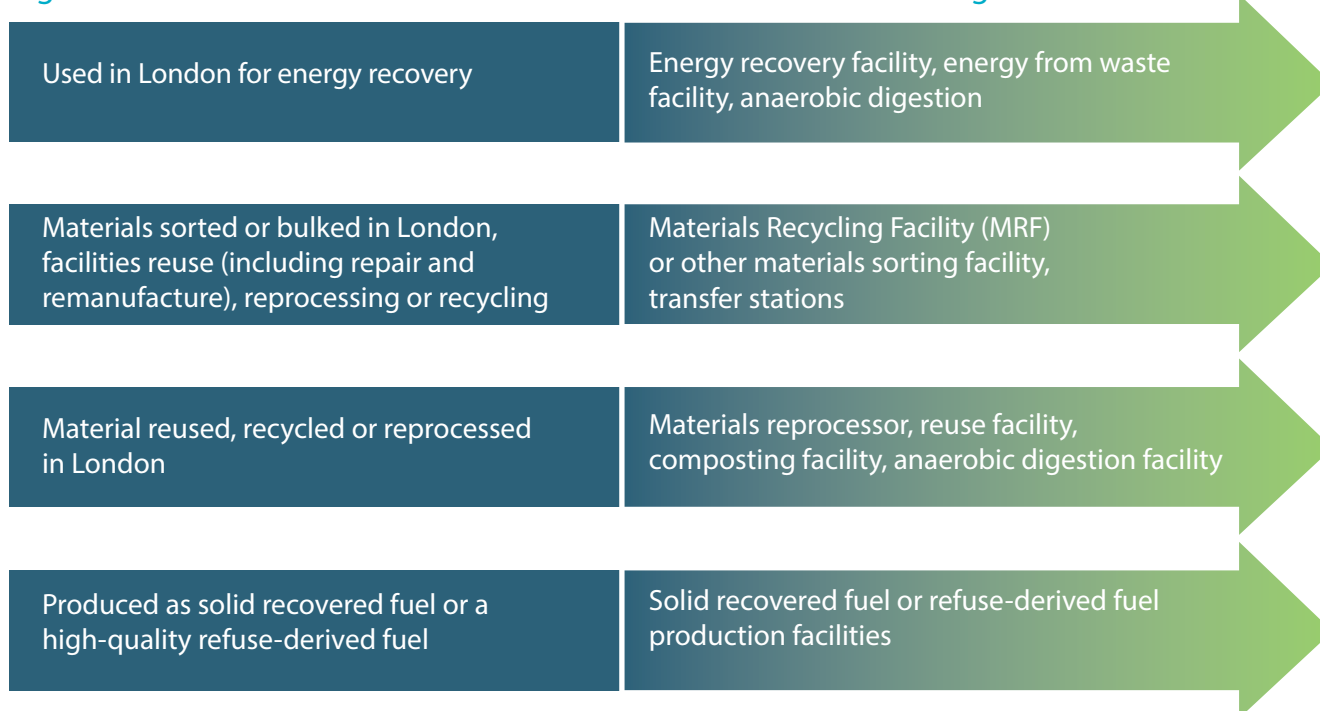 Used in London for energy recovery
Energy recovery facility, energy from waste
facility, anaerobic digestion
Materials sorted or bulked in London,
facilities reuse (including repair and
remanufacture), reprocessing or recycling
Materials Recycling Facility (MRF)
or other materials sorting facility,
transfer stations
Material reused, recycled or reprocessed
in London
Materials reprocessor, reuse facility,
composting facility, anaerobic digestion facility
Produced as solid recovered fuel or a
high-quality refuse-derived fuel
Solid recovered fuel or refuse-derived fuel
production facilities